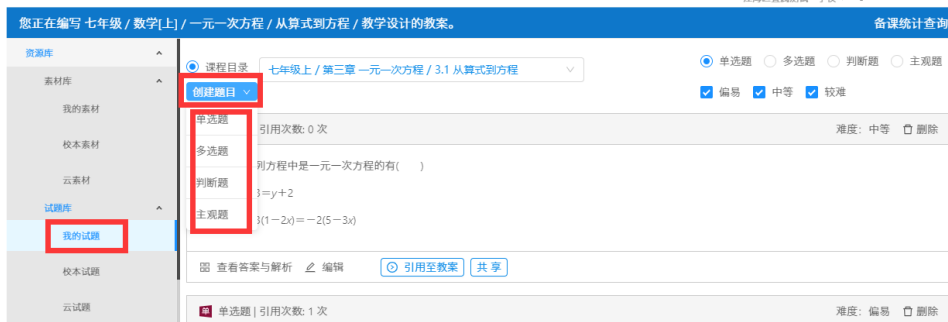 您正在编写 七年级 / 数学[上] / 一元一次方程 / 从算式到方程 / 教学设计的教案。 备课统计查询
资源库
素材库
我的素材
校本素材
云素材
试题库
我的试题
校本试题
云试题
课程目录 七年级上 / 第三章 一元一次方程 / 3.1 从算式到方程
单选题 多选题 判断题 主观题
创建题目
偏易 中等 较难
单选题
多选题
判断题
主观题
引用次数: 0 次 难度: 中等 删除
列方程中是一元一次方程的有( )
3=y+2
3(1-2x)=-2(5-3x)
查看答案与解析 编辑 引用至教案 共 享
单 单选题 | 引用次数: 1 次 难度: 偏易 删除